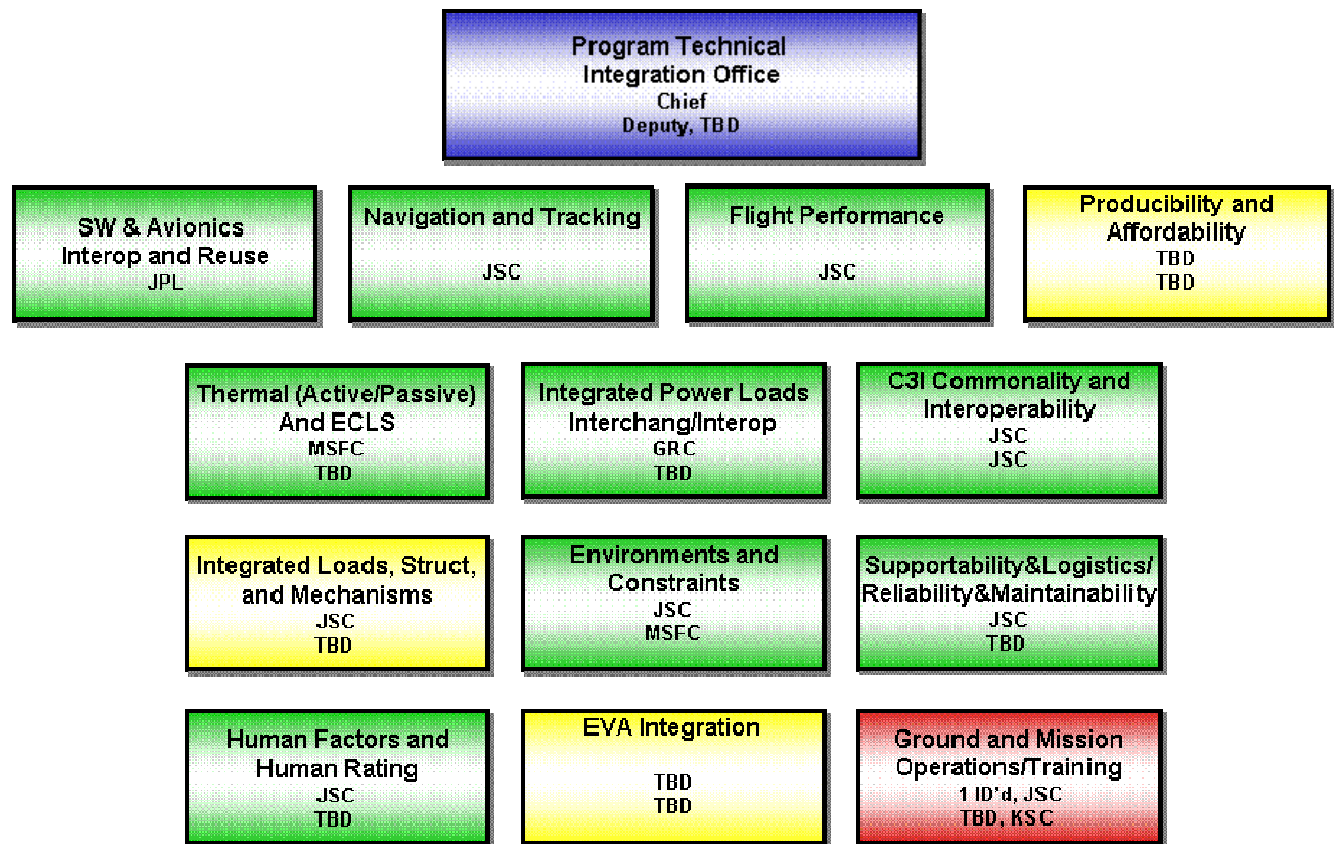 Program Technical
Integration Office
Chief
Deputy, TBD
SW & Avionics
Interop and Reuse
JPL
Navigation and Tracking
JSC
Flight Performance
JSC
Producibility and
Affordability
TBD
TBD
Thermal (Active/Passive)
And ECLS
MSFC
TBD
Integrated Power Loads
Interchang/Interop
GRC
TBD
C3I Commonality and
Interoperability
JSC
JSC
Integrated Loads, Struct,
and Mechanisms
JSC
TBD
Environments and
Constraints
JSC
MSFC
Supportability&Logistics/
Reliability&Maintainability
JSC
TBD
Human Factors and
Human Rating
JSC
TBD
EVA Integration
TBD
TBD
Ground and Mission
Operations/Training
1 ID'd, JSC
TBD, KSC